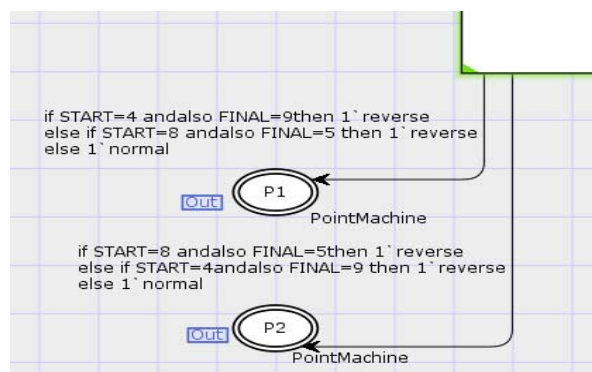 if START=4 andalso FINAL=9then 1`reverse
else if START=8 andalso FINAL=5 then 1`reverse
else 1`normal
P1
Out
PointMachine
if START=8 andalso FINAL=5then 1`reverse
else if START=4andalso FINAL=9 then 1`reverse
else 1`normal
P2
Out
PointMachine